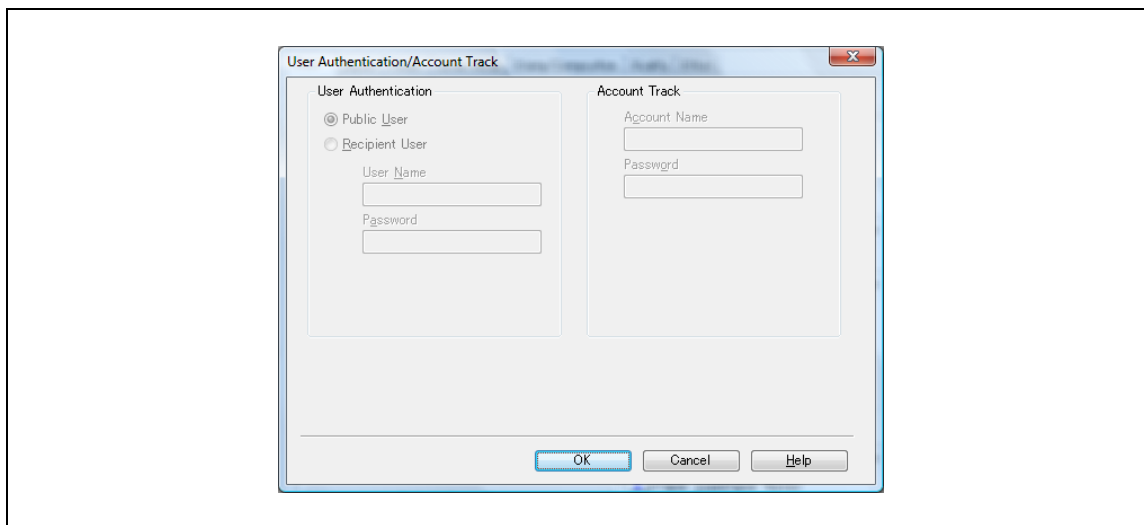 User Authentication/Account Track
User Authentication
Public User
Recipient User
User Name
Password
Account Track
Account Name
Password
OK
Cancel
Help